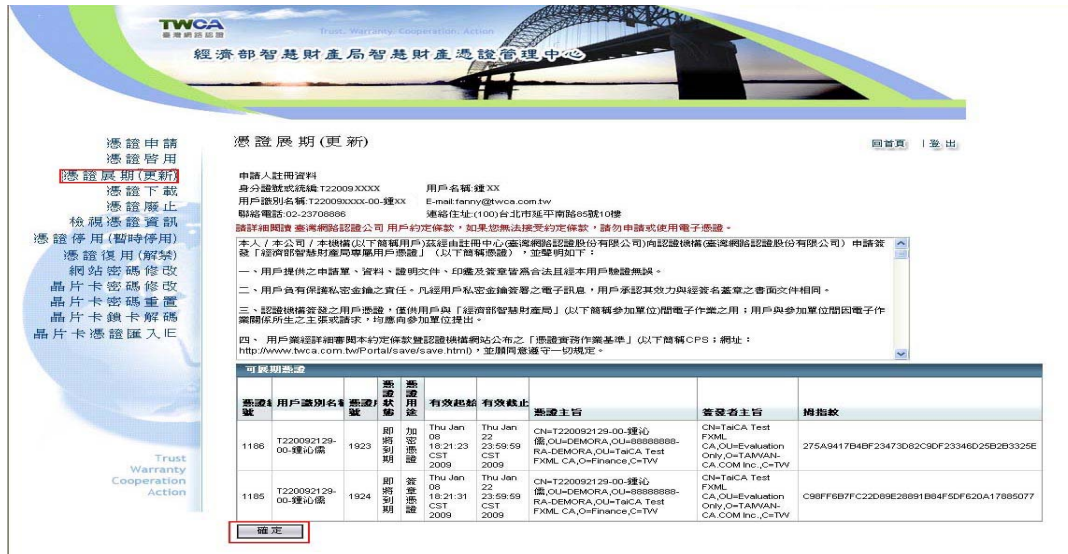 TWCA
臺灣網路認證
Trust. Warranty. Cooperation. Action
經濟部智慧財產局智慧財產憑證管理中心
憑證申請
憑證啓用
憑證展期(更新)
憑證下載
憑證廢止
檢視憑證資訊
憑證停用(暫時停用)
憑證復用(解禁)
網站密碼修改
晶片卡密碼修改
晶片卡密碼重置
晶片卡鎖卡解碼
晶片卡憑證匯入IE
Trust
Warranty
Cooperation
Action
憑證展期(更新)
回首頁 | 登出
申請人註冊資料
身分證號或統編:T22009XXXX 用戶名稱:鍾XX
用戶識別名稱:T22009XXXX-00-鍾XX E-mail:fanny@twca.com.tw
聯絡電話:02-23708886 連絡住址:(100)台北市延平南路85號10樓
請詳細閱讀 臺灣網路認證公司 用戶約定條款,如果您無法接受約定條款,請勿申請或使用電子憑證。
本人 / 本公司 / 本機構(以下簡稱用戶)茲經由註冊中心(臺灣網路認證股份有限公司)向認證機構(臺灣網路認證股份有限公司) 申請簽
發「經濟部智慧財產局專屬用戶憑證」 (以下簡稱憑證) ,並聲明如下:
一、用戶提供之申請單、資料、證明文件、印鑑及簽章皆為合法且經本用戶驗證無誤。
二、用戶負有保護私密金鑰之責任。凡經用戶私密金鑰簽署之電子訊息,用戶承認其效力與經簽名蓋章之書面文件相同。
三、認證機構簽發之用戶憑證,僅供用戶與「經濟部智慧財產局」(以下簡稱參加單位)間電子作業之用;用戶與參加單位間因電子作
業關係所生之主張或請求,均應向參加單位提出。
四、 用戶業經詳細審閱本約定條款暨認證機構網站公布之「憑證實務作業基準」(以下簡稱CPS;網址:
http://www.twca.com.tw/Portal/save/save.html),並願同意遵守一切規定。
可展期憑證
憑證 號 用戶識別名稱 憑證 號 憑證狀態 憑證用途 有效起始 有效截止 憑證主旨 簽發者主旨 拇指紋
1186 T220092129-00-鍾沁儒 1923 即將到期 加密憑證 Thu Jan 08 18:21:23 CST 2009 Thu Jan 22 23:59:59 CST 2009 CN=T220092129-00-鍾沁儒,OU=DEMORA,OU=88888888-RA-DEMORA,OU=TaiCA Test FXML CA,O=Finance,C=TW CN=TaiCA Test FXML CA,OU=Evaluation Only,O=TAIWAN-CA.COM Inc.,C=TW 275A9417B4BF23473D82C9DF23346D25B2B3325E
1185 T220092129-00-鍾沁儒 1924 即將到期 簽章憑證 Thu Jan 08 18:21:31 CST 2009 Thu Jan 22 23:59:59 CST 2009 CN=T220092129-00-鍾沁儒,OU=DEMORA,OU=88888888-RA-DEMORA,OU=TaiCA Test FXML CA,O=Finance,C=TW CN=TaiCA Test FXML CA,OU=Evaluation Only,O=TAIWAN-CA.COM Inc.,C=TW C98FF6B7FC22D89E28891B84F5DF620A17885077
確定